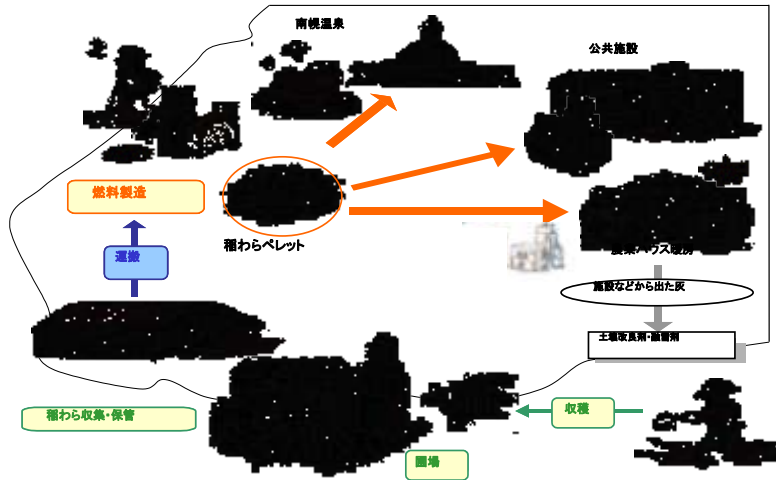 南幌温泉
公共施設
燃料製造
稲わらペレット
運搬
農業ハウス暖房
施設などから出た灰
土壌改良剤・融雪剤
稲わら収集・保管
収穫
圃場